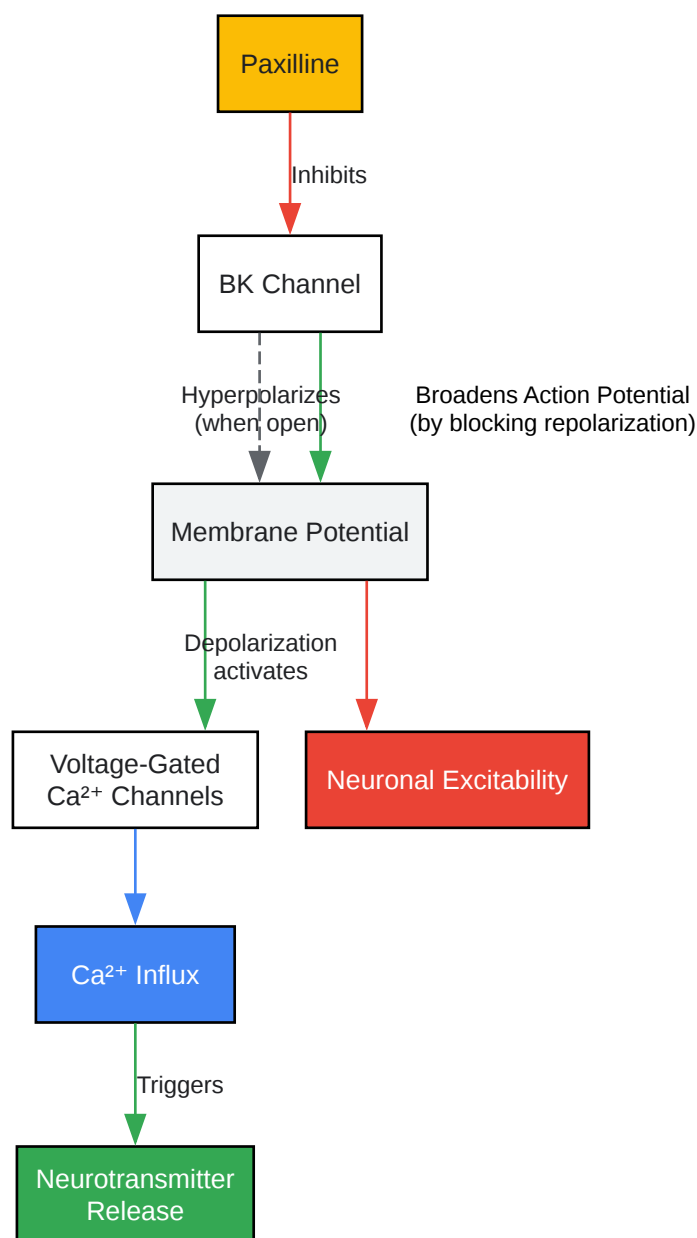 Paxilline
Inhibits
BK Channel
Hyperpolarizes
(when open)
Broadens Action Potential
(by blocking repolarization)
Membrane Potential
Depolarization
activates
Voltage-Gated
Ca²⁺ Channels
Neuronal Excitability
Ca²⁺ Influx
Triggers
Neurotransmitter
Release